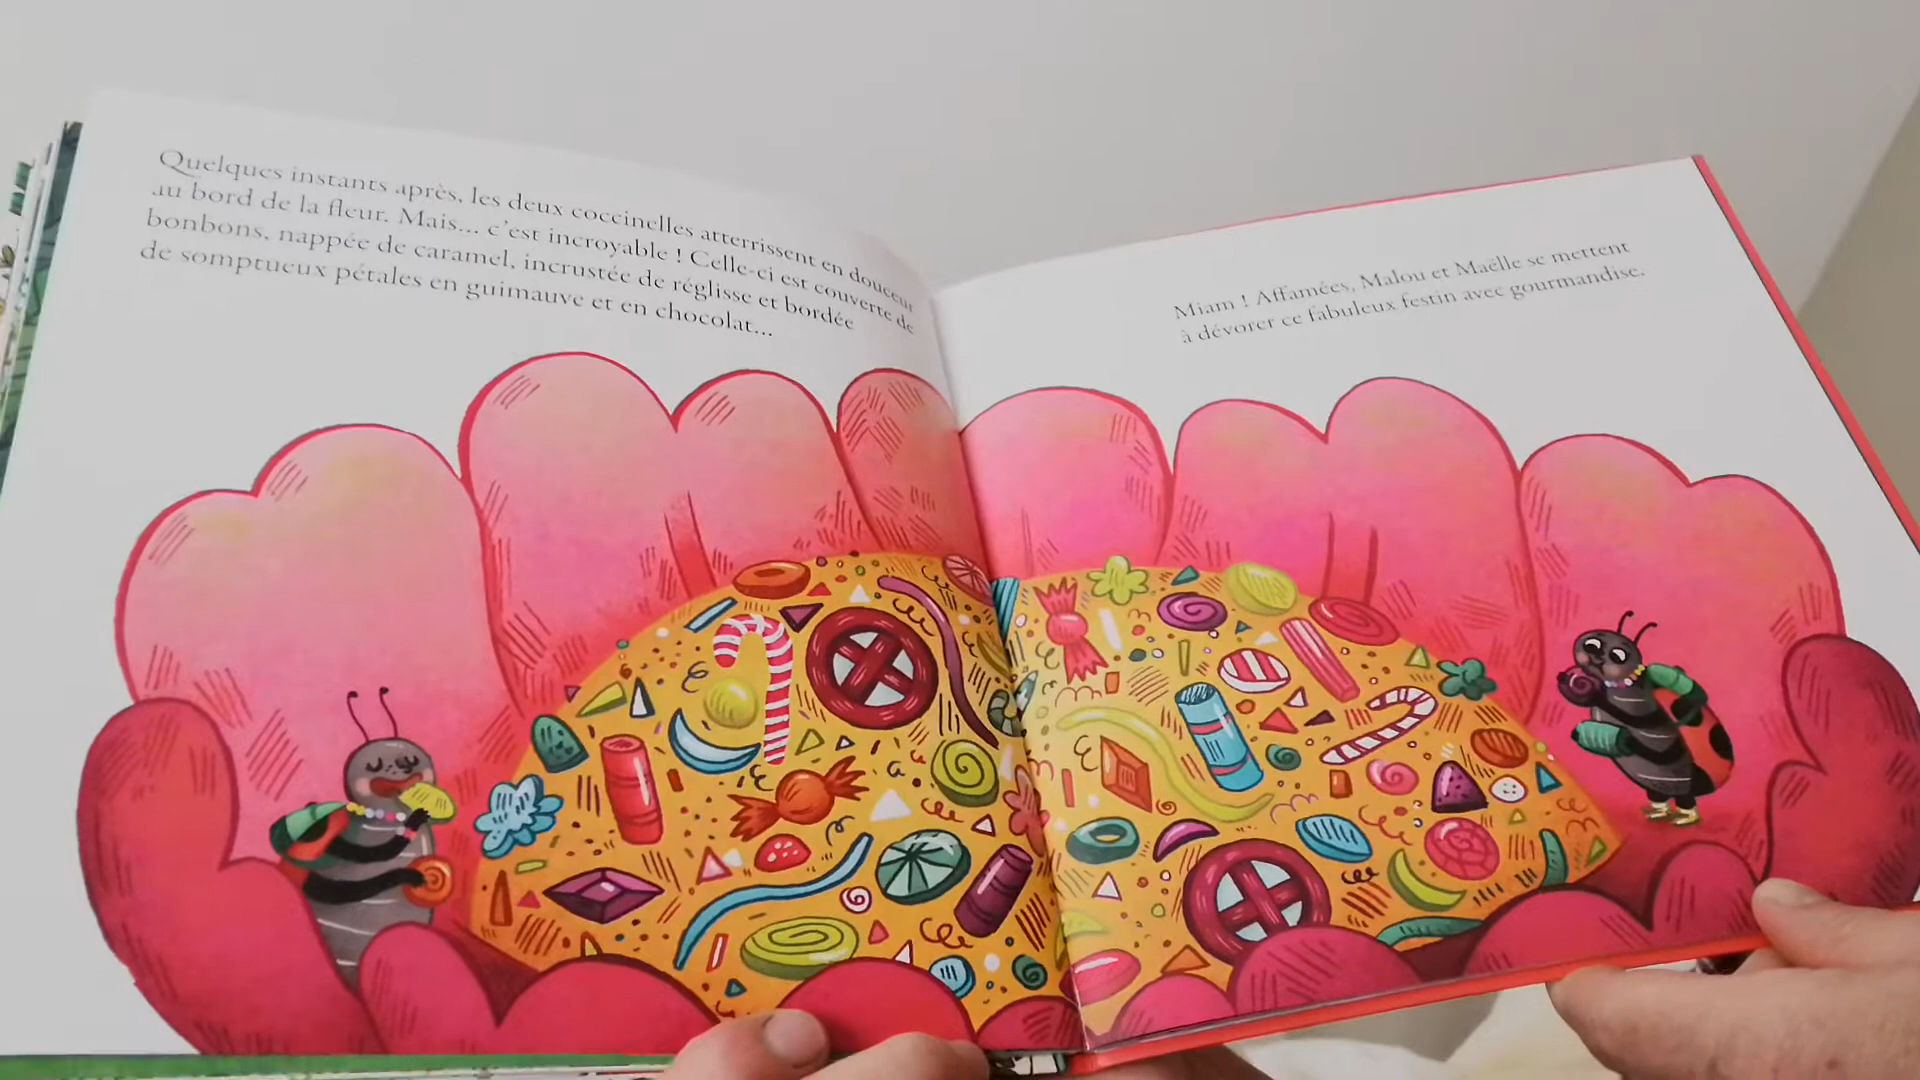 Quelques instants après, les deux coccinelles atterrissent en douceur
au bord de la fleur. Mais... c'est incroyable ! Celle-ci est couverte de
bonbons, nappée de caramel, incrustée de réglisse et bordée
de somptueux pétales en guimauve et en chocolat...
Miam ! Affamées, Malou et Maëlle se mettent
à dévorer ce fabuleux festin avec gourmandise.